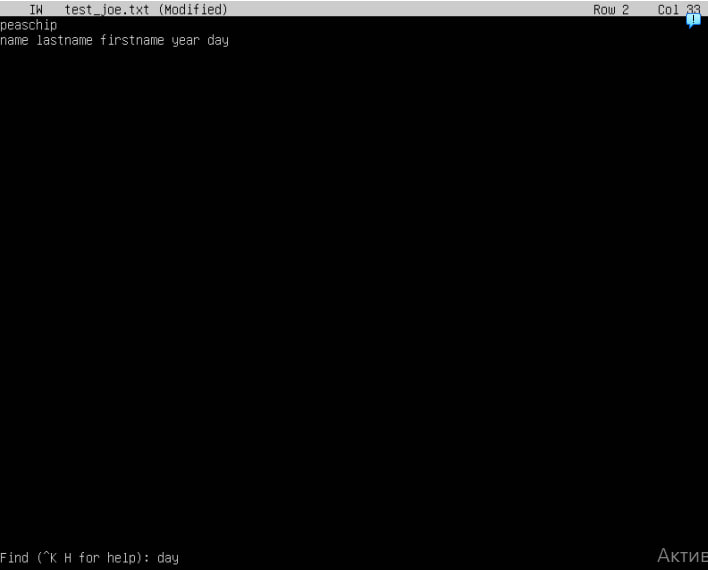 IW test_joe.txt (Modified) Row 2 Col 33
peaschip
name lastname firstname year day
Find (^K H for help): day
Актив